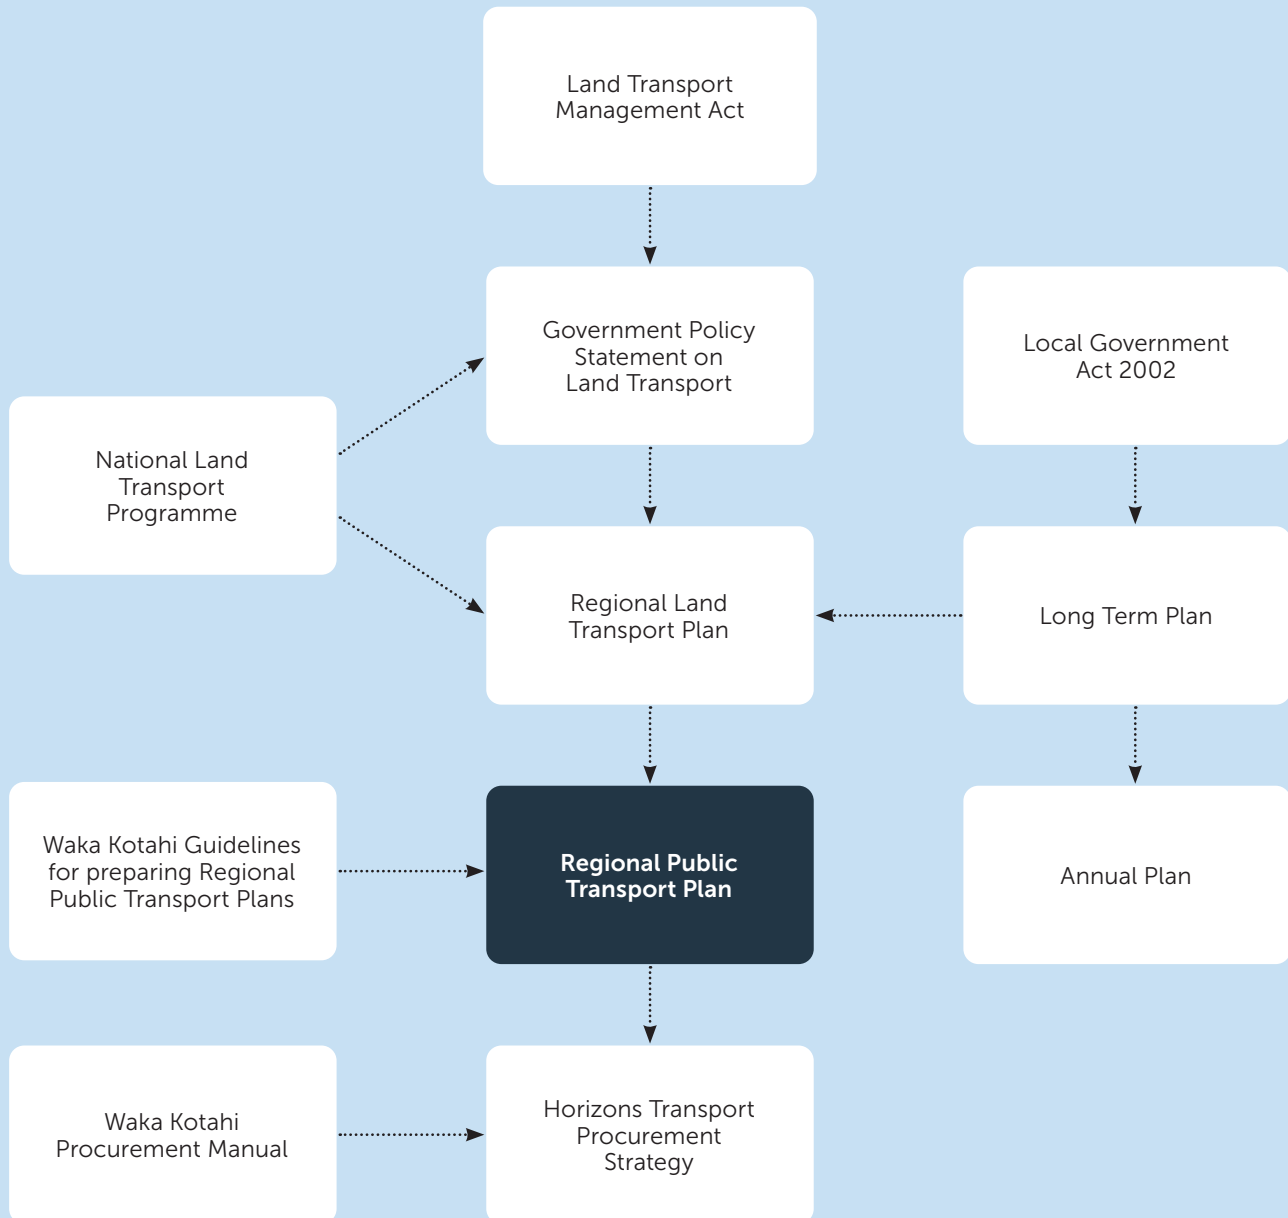 Land Transport
Management Act
Government Policy
Statement on
Land Transport
Local Government
Act 2002
National Land
Transport
Programme
Regional Land
Transport Plan
Long Term Plan
Waka Kotahi Guidelines
for preparing Regional
Public Transport Plans
Regional Public
Transport Plan
Annual Plan
Waka Kotahi
Procurement Manual
Horizons Transport
Procurement
Strategy